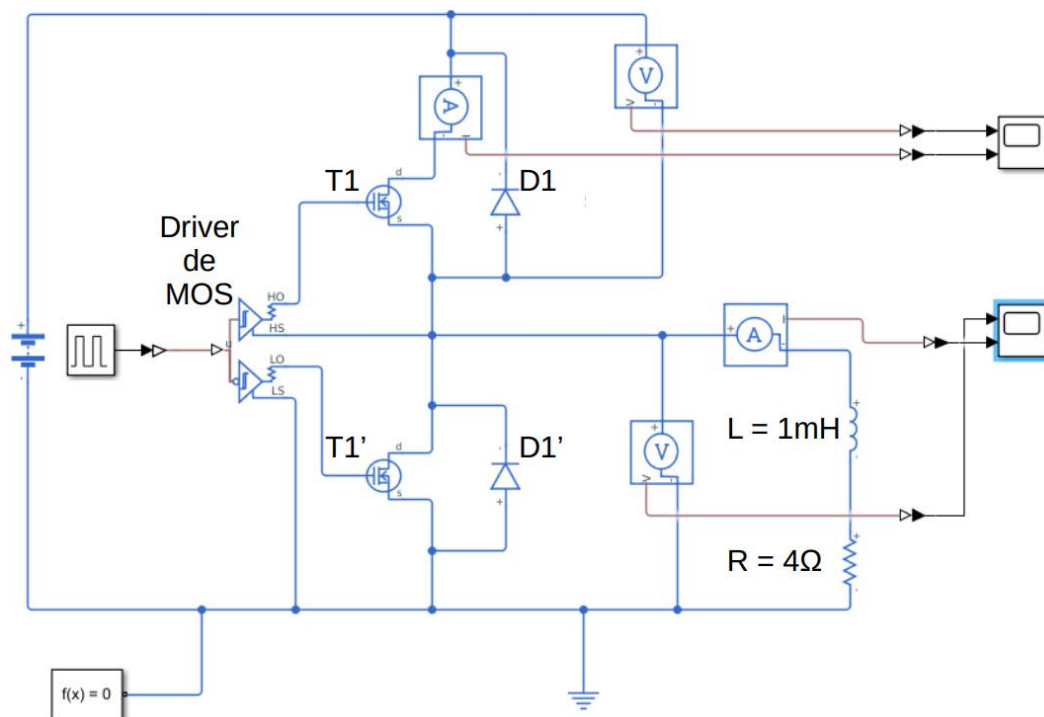 +
V
+
-
V
A
+
-
I
T1
d
s
-
D1
+
Driver
de
MOS
HO
HS
u
LO
LS
+
-
+
A
I
-
T1'
d
s
-
D1'
+
+
V
-
V
L = 1mH
+
-
R = 4Ω
+
-
f(x) = 0